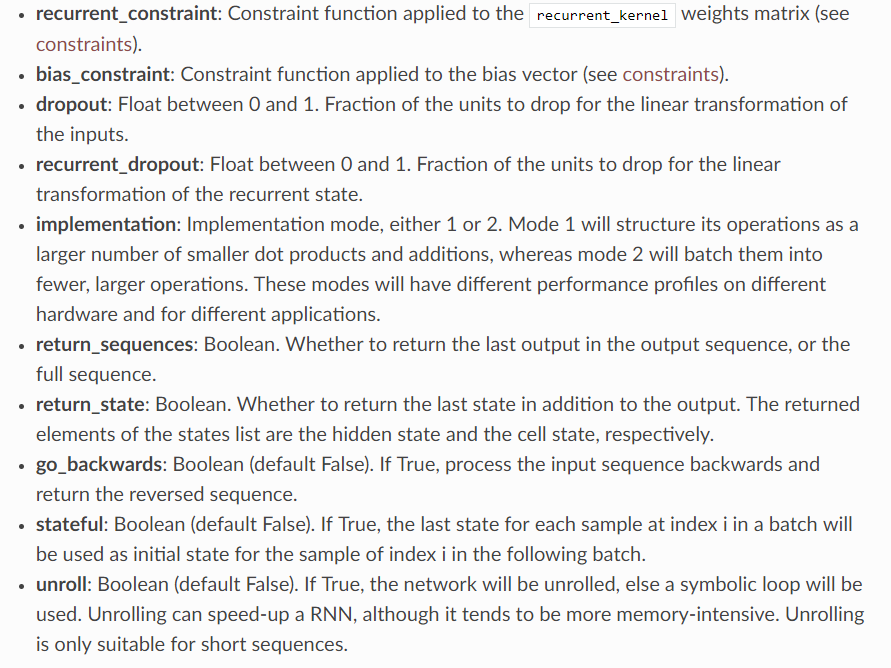 • recurrent_constraint: Constraint function applied to the recurrent_kernel weights matrix (see
constraints).
• bias_constraint: Constraint function applied to the bias vector (see constraints).
• dropout: Float between 0 and 1. Fraction of the units to drop for the linear transformation of
the inputs.
• recurrent_dropout: Float between 0 and 1. Fraction of the units to drop for the linear
transformation of the recurrent state.
• implementation: Implementation mode, either 1 or 2. Mode 1 will structure its operations as a
larger number of smaller dot products and additions, whereas mode 2 will batch them into
fewer, larger operations. These modes will have different performance profiles on different
hardware and for different applications.
• return_sequences: Boolean. Whether to return the last output in the output sequence, or the
full sequence.
• return_state: Boolean. Whether to return the last state in addition to the output. The returned
elements of the states list are the hidden state and the cell state, respectively.
• go_backwards: Boolean (default False). If True, process the input sequence backwards and
return the reversed sequence.
• stateful: Boolean (default False). If True, the last state for each sample at index i in a batch will
be used as initial state for the sample of index i in the following batch.
• unroll: Boolean (default False). If True, the network will be unrolled, else a symbolic loop will be
used. Unrolling can speed-up a RNN, although it tends to be more memory-intensive. Unrolling
is only suitable for short sequences.